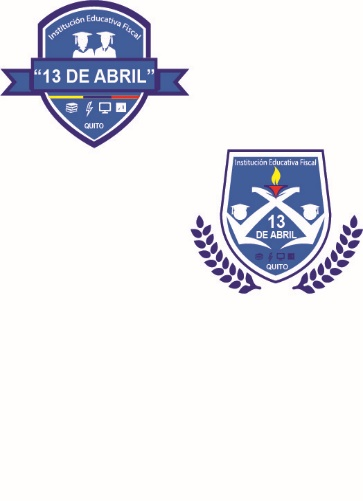 Institución Educativa Fiscal
“13 DE ABRIL”
QUITO
Institución Educativa Fiscal
13
DE ABRIL
QUITO